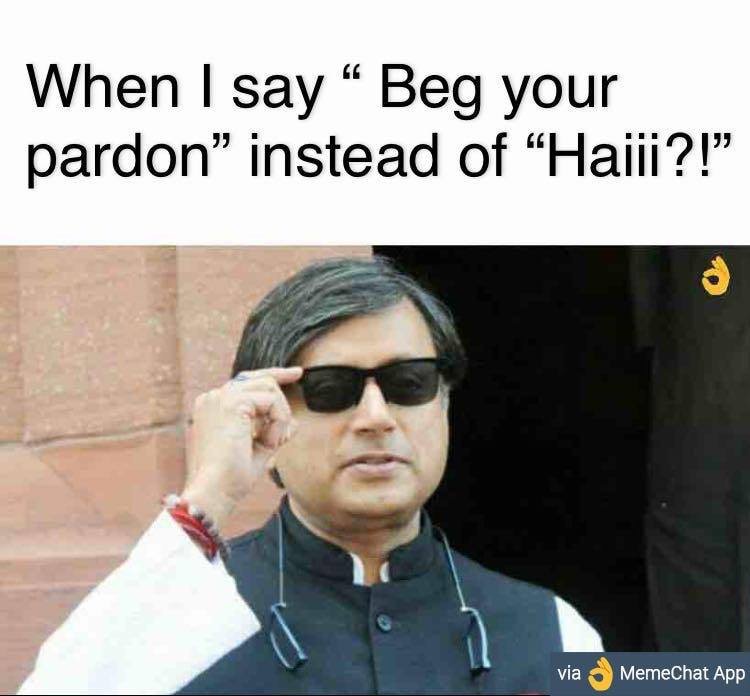 When I say “ Beg your
pardon” instead of “Haiii?!”
via 👌 MemeChat App